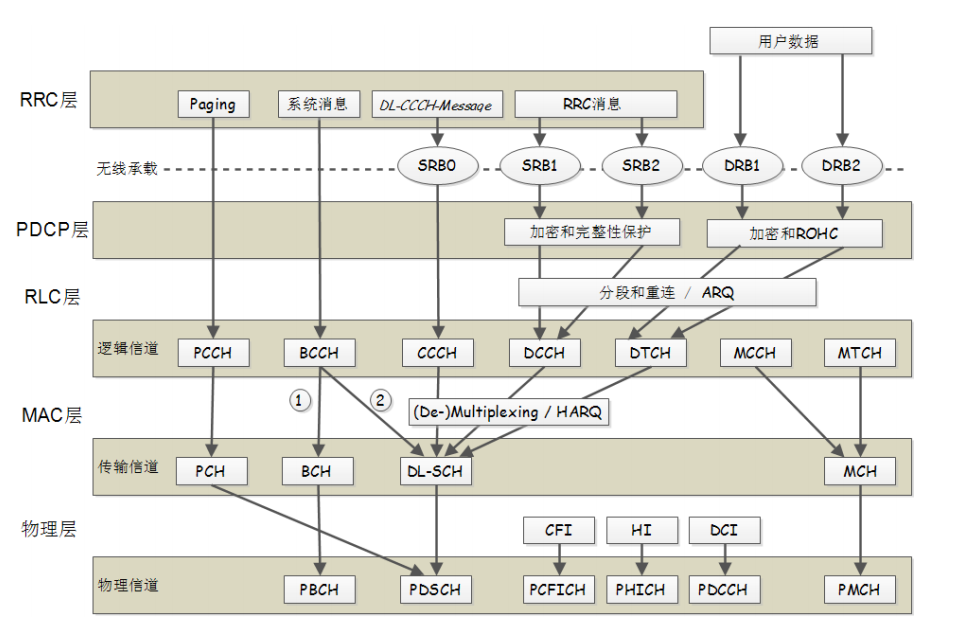 用户数据
RRC层
Paging
系统消息
DL-CCCH-Message
RRC消息
无线承载
SRB0
SRB1
SRB2
DRB1
DRB2
PDCP层
加密和完整性保护
加密和ROHC
RLC层
分段和重连 / ARQ
逻辑信道
PCCH
BCCH
CCCH
DCCH
DTCH
MCCH
MTCH
1
2
MAC层
(De-)Multiplexing / HARQ
传输信道
PCH
BCH
DL-SCH
MCH
物理层
CFI
HI
DCI
物理信道
PBCH
PDSCH
PCFICH
PHICH
PDCCH
PMCH